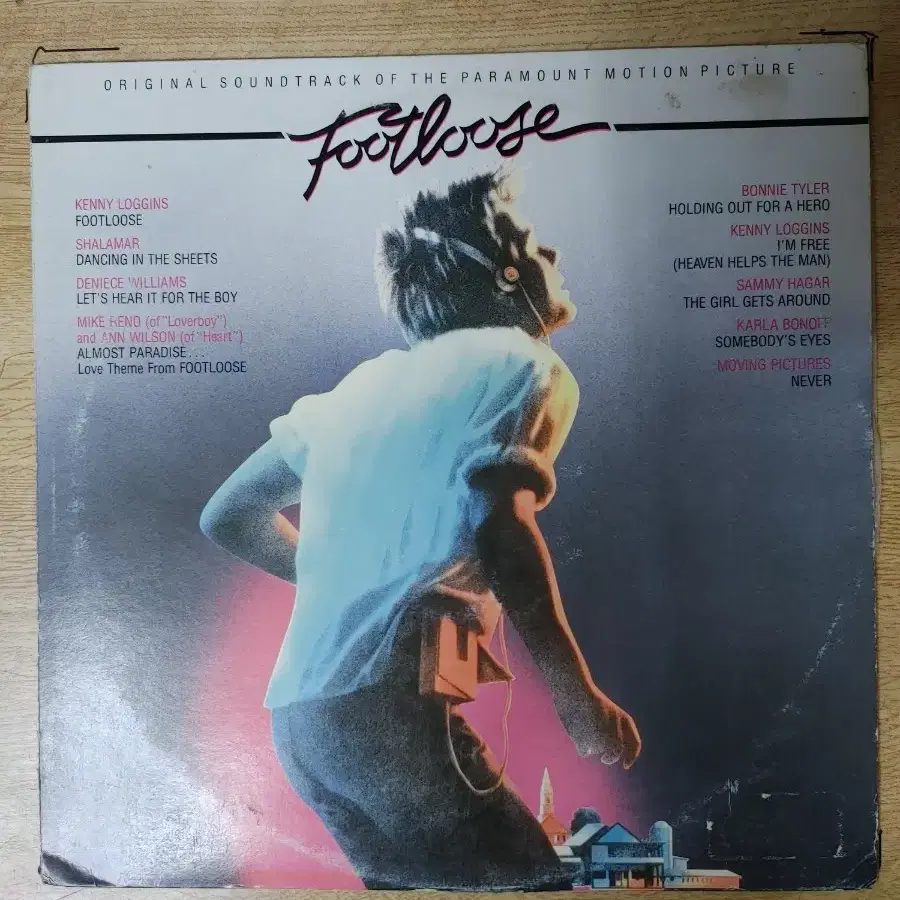 ORIGINAL SOUNDTRACK OF THE PARAMOUNT MOTION PICTURE
Footloose
KENNY LOGGINS
FOOTLOOSE
SHALAMAR
DANCING IN THE SHEETS
DENIECE WILLIAMS
LET'S HEAR IT FOR THE BOY
MIKE RENO (of "Loverboy")
and ANN WILSON (of "Heart")
ALMOST PARADISE...
Love Theme From FOOTLOOSE
BONNIE TYLER
HOLDING OUT FOR A HERO
KENNY LOGGINS
I'M FREE
(HEAVEN HELPS THE MAN)
SAMMY HAGAR
THE GIRL GETS AROUND
KARLA BONOFF
SOMEBODY'S EYES
MOVING PICTURES
NEVER